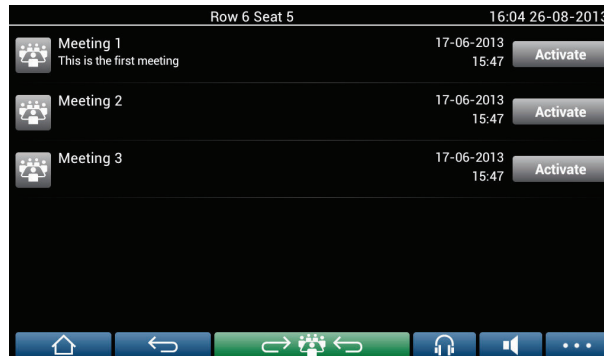 Row 6 Seat 5 16:04 26-08-2013
Meeting 1 17-06-2013
This is the first meeting 15:47 Activate
Meeting 2 17-06-2013
15:47 Activate
Meeting 3 17-06-2013
15:47 Activate